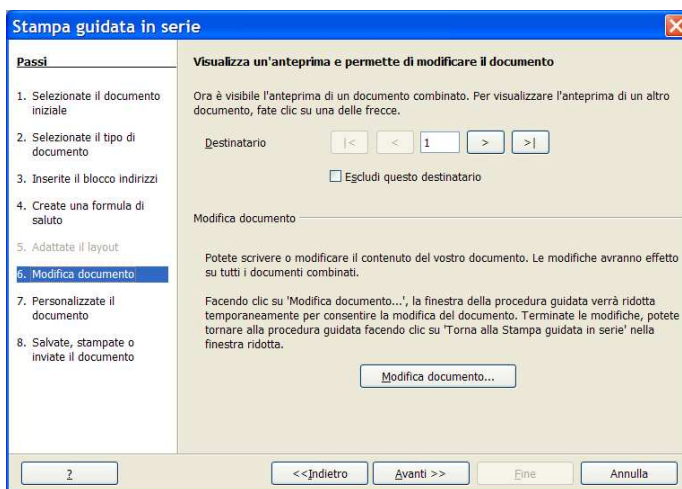 Stampa guidata in serie
Passi
1. Selezionate il documento
iniziale
2. Selezionate il tipo di
documento
3. Inserite il blocco indirizzi
4. Create una formula di
saluto
5. Adattate il layout
6. Modifica documento
7. Personalizzate il
documento
8. Salvate, stampate o
inviate il documento
Visualizza un'anteprima e permette di modificare il documento
Ora è visibile l'anteprima di un documento combinato. Per visualizzare l'anteprima di un altro
documento, fate clic su una delle frecce.
Destinatario |< < 1 > >|
Escludi questo destinatario
Modifica documento
Potete scrivere o modificare il contenuto del vostro documento. Le modifiche avranno effetto
su tutti i documenti combinati.
Facendo clic su 'Modifica documento...', la finestra della procedura guidata verrà ridotta
temporaneamente per consentire la modifica del documento. Terminate le modifiche, potete
tornare alla procedura guidata facendo clic su 'Torna alla Stampa guidata in serie' nella
finestra ridotta.
Modifica documento...
? <<Indietro Avanti >> Fine Annulla